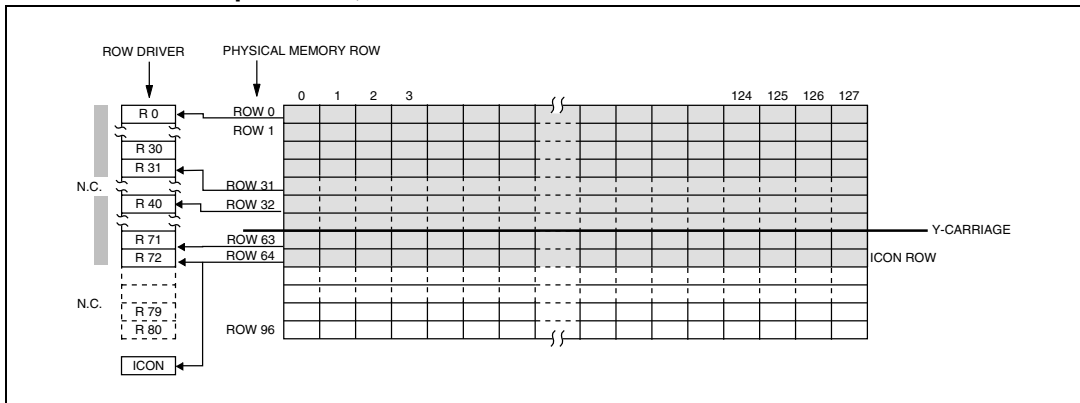 ROW DRIVER PHYSICAL MEMORY ROW
0 1 2 3 124 125 126 127
R 0 ROW 0
ROW 1
R 30
R 31
N.C. ROW 31
R 40 ROW 32
Y-CARRIAGE
R 71 ROW 63
R 72 ROW 64 ICON ROW
N.C.
R 79
R 80 ROW 96
ICON